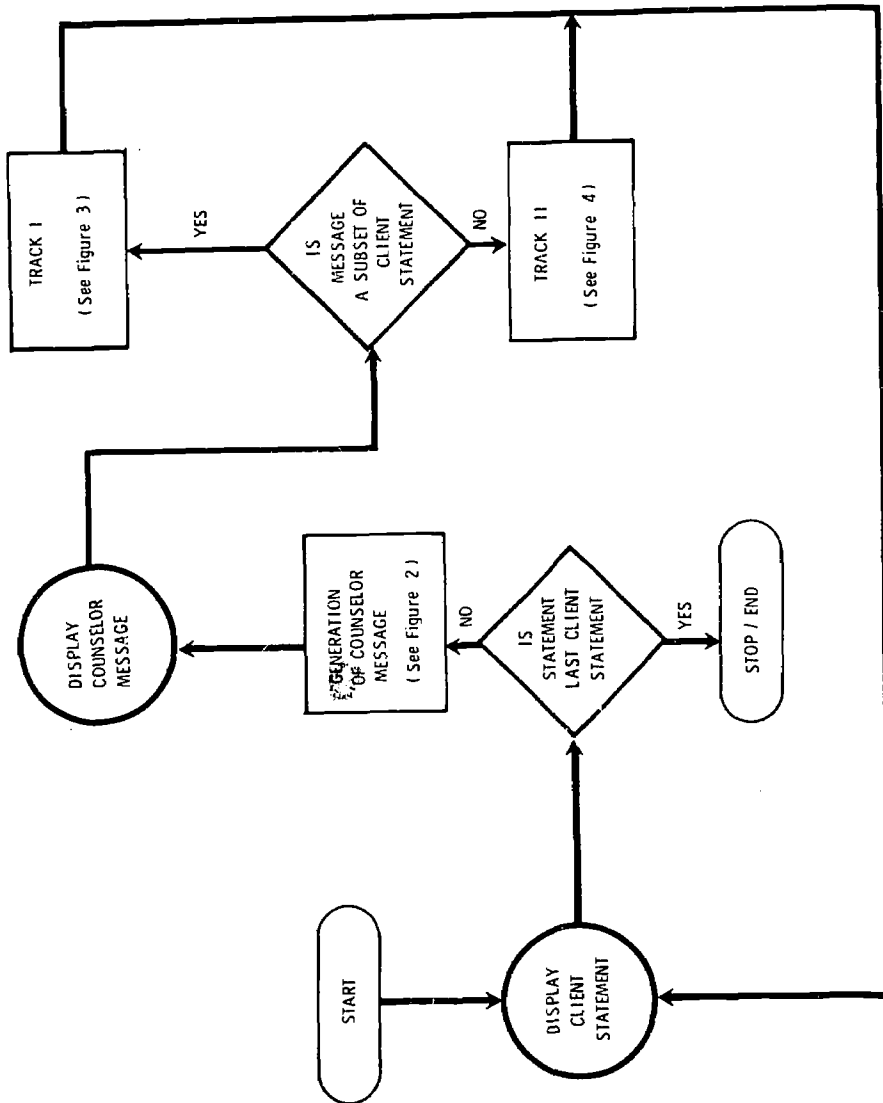 START
DISPLAY
CLIENT
STATEMENT
IS
STATEMENT
LAST CLIENT
STATEMENT
NO
YES
STOP / END
GENERATION
OF COUNSELOR
MESSAGE
( See Figure 2 )
DISPLAY
COUNSELOR
MESSAGE
IS
MESSAGE
A SUBSET OF
CLIENT
STATEMENT
YES
NO
TRACK I
( See Figure 3 )
TRACK II
( See Figure 4 )